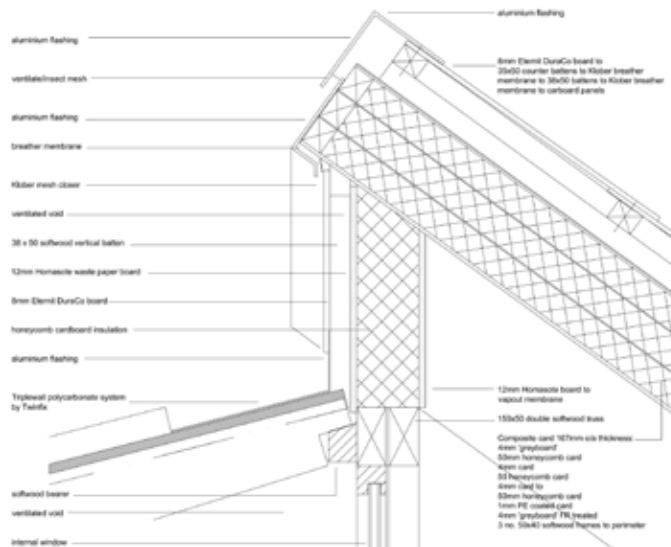 aluminium flashing
ventilate/insect mesh
aluminium flashing
breather membrane
Klober mesh closer
ventilated void
38 x 50 softwood vertical batten
12mm Homasote waste paper board
8mm Eternit DuraCo board
honeycomb cardboard insulation
aluminium flashing
Triplewall polycarbonate system
by Twinfix
softwood bearer
ventilated void
internal window
aluminium flashing
8mm Eternit DuraCo board to
35x50 counter battens to Klober breather
membrane to 38x50 battens to Klober breather
membrane to carboard panels
12mm Homasote board to
vapour membrane
150x50 double softwood truss
Composite card 167mm o/a thickness:
4mm 'greyboard'
50mm honeycomb card
4mm card
50 honeycomb card
4mm card to
50mm honeycomb card
1mm PE coated card
4mm 'greyboard' FR treated
3 no. 50x40 softwood frames to perimeter